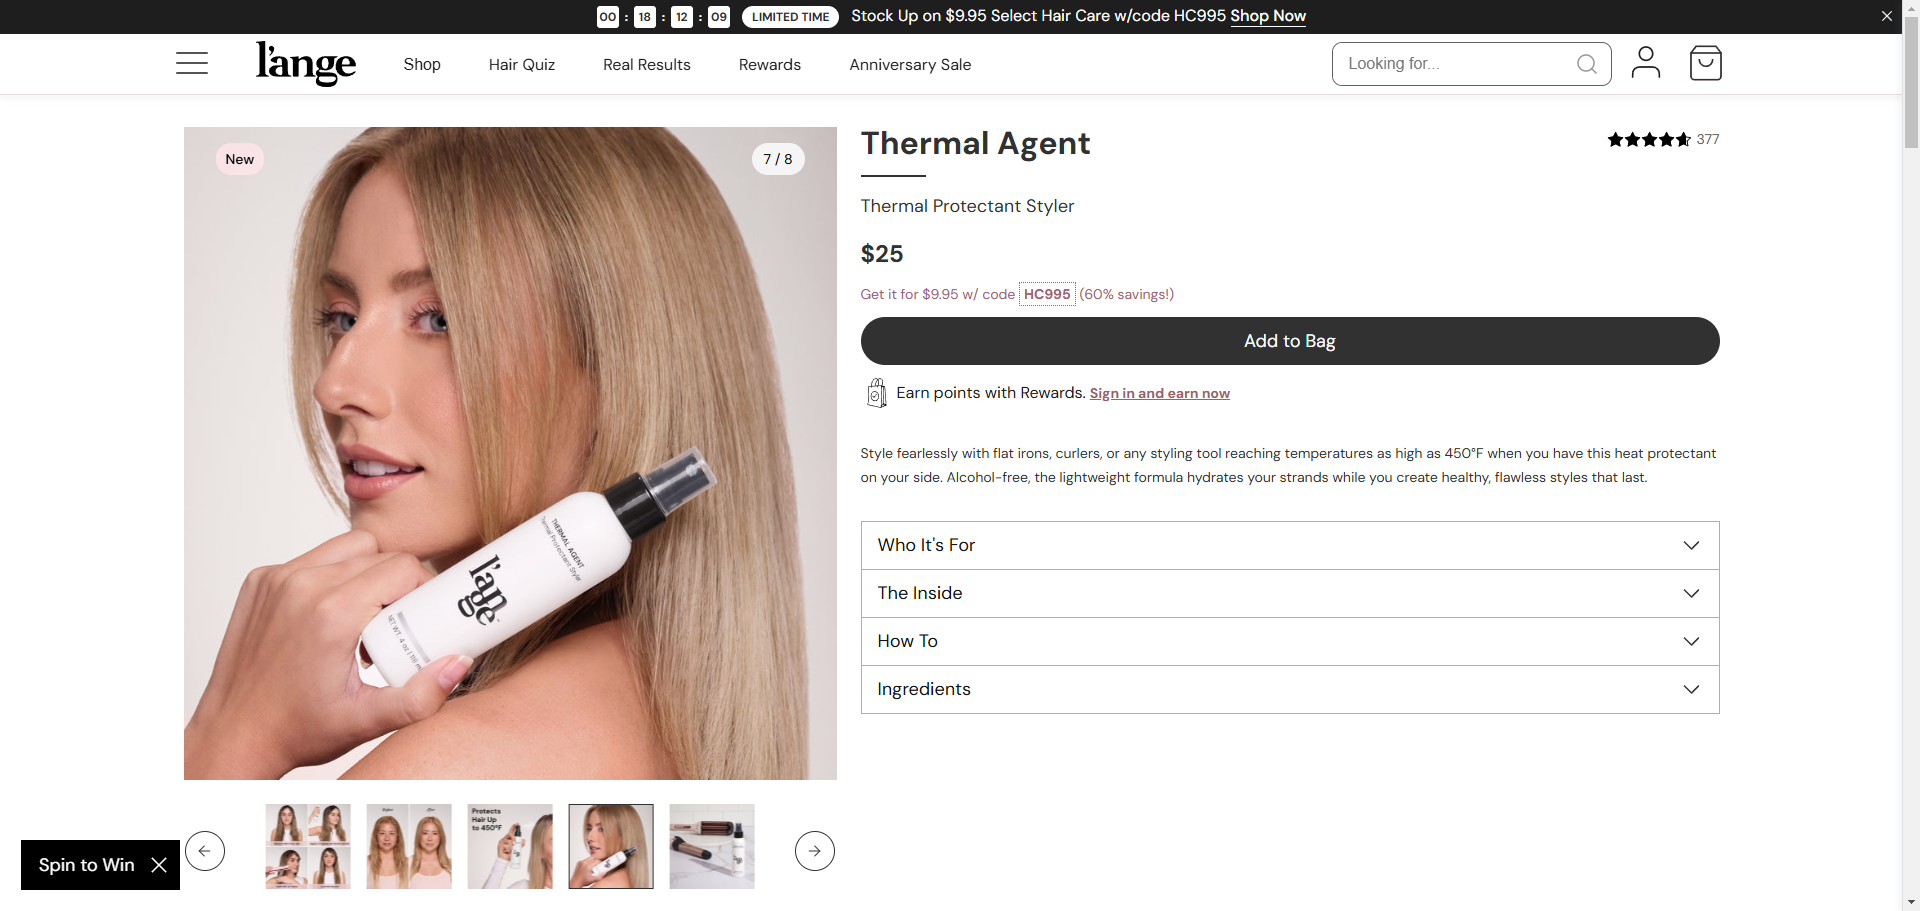 00 : 18 : 12 : 09 LIMITED TIME Stock Up on $9.95 Select Hair Care w/code HC995 Shop Now
l'ange Shop Hair Quiz Real Results Rewards Anniversary Sale Looking for...
New
7 / 8
THERMAL AGENT
Thermal Protectant Styler
l'ange
NET WT. 4 oz | 118 ml
Thermal Agent
377
Thermal Protectant Styler
$25
Get it for $9.95 w/ code HC995 (60% savings!)
Add to Bag
Earn points with Rewards. Sign in and earn now
Style fearlessly with flat irons, curlers, or any styling tool reaching temperatures as high as 450°F when you have this heat protectant
on your side. Alcohol-free, the lightweight formula hydrates your strands while you create healthy, flawless styles that last.
Who It's For
The Inside
How To
Ingredients
Protects
Hair Up
to 450°F
Spin to Win